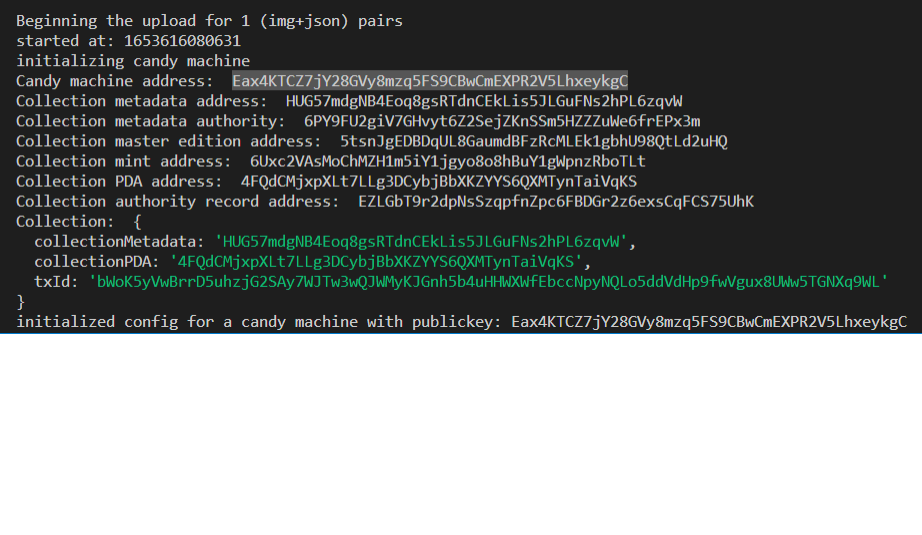 Beginning the upload for 1 (img+json) pairs
started at: 1653616080631
initializing candy machine
Candy machine address:  Eax4KTCZ7jY28GVy8mzq5FS9CBwCmEXPR2V5LhxeykgC
Collection metadata address:  HUG57mdgNB4Eoq8gsRTdnCEkLis5JLGuFNs2hPL6zqvW
Collection metadata authority:  6PY9FU2giV7GHvyt6Z2SejZKnSSm5HZZZuWe6frEPx3m
Collection master edition address:  5tsnJgEDBDqUL8GaumdBFzRcMLEk1gbhU98QtLd2uHQ
Collection mint address:  6Uxc2VAsMoChMZH1m5iY1jgyo8o8hBuY1gWpnzRboTLt
Collection PDA address:  4FQdCMjxpXLt7LLg3DCybjBbXKZYYS6QXMTynTaiVqKS
Collection authority record address:  EZLGbT9r2dpNsSzqpfnZpc6FBDGr2z6exsCqFCS75UhK
Collection:  {
  collectionMetadata: 'HUG57mdgNB4Eoq8gsRTdnCEkLis5JLGuFNs2hPL6zqvW',
  collectionPDA: '4FQdCMjxpXLt7LLg3DCybjBbXKZYYS6QXMTynTaiVqKS',
  txId: 'bWoK5yVwBrrD5uhzjG2SAy7WJTw3wQJWMyKJGnh5b4uHHWXWfEbccNpyNQLo5ddVdHp9fwVgux8UWw5TGNXq9WL'
}
initialized config for a candy machine with publickey: Eax4KTCZ7jY28GVy8mzq5FS9CBwCmEXPR2V5LhxeykgC